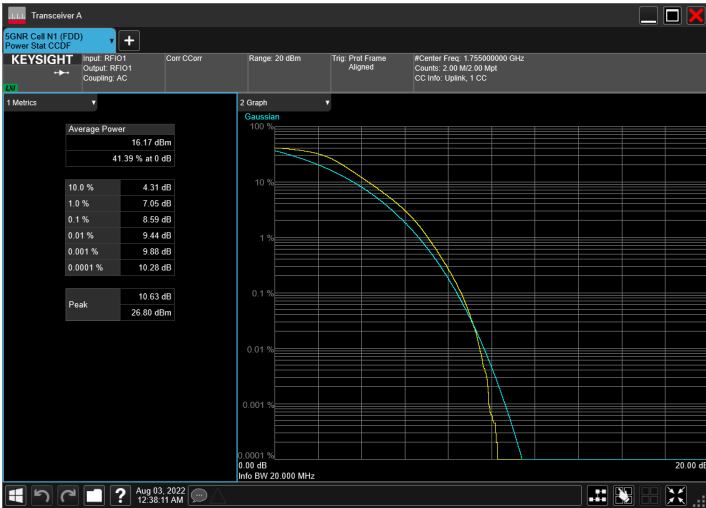 Transceiver A
5GNR Cell N1 (FDD)
Power Stat CCDF
KEYSIGHT
LXI
Input: RFIO1
Output: RFIO1
Coupling: AC
Corr CCorr
Range: 20 dBm
Trig: Prot Frame
Aligned
#Center Freq: 1.755000000 GHz
Counts: 2.00 M/2.00 Mpt
CC Info: Uplink, 1 CC
1 Metrics
Average Power
16.17 dBm
41.39 % at 0 dB
10.0 % 4.31 dB
1.0 % 7.05 dB
0.1 % 8.59 dB
0.01 % 9.44 dB
0.001 % 9.88 dB
0.0001 % 10.28 dB
Peak
10.63 dB
26.80 dBm
2 Graph
Gaussian
100 %
10 %
1 %
0.1 %
0.01 %
0.001 %
0.0001 %
0.00 dB
20.00 dB
Info BW 20.000 MHz
Aug 03, 2022
12:38:11 AM